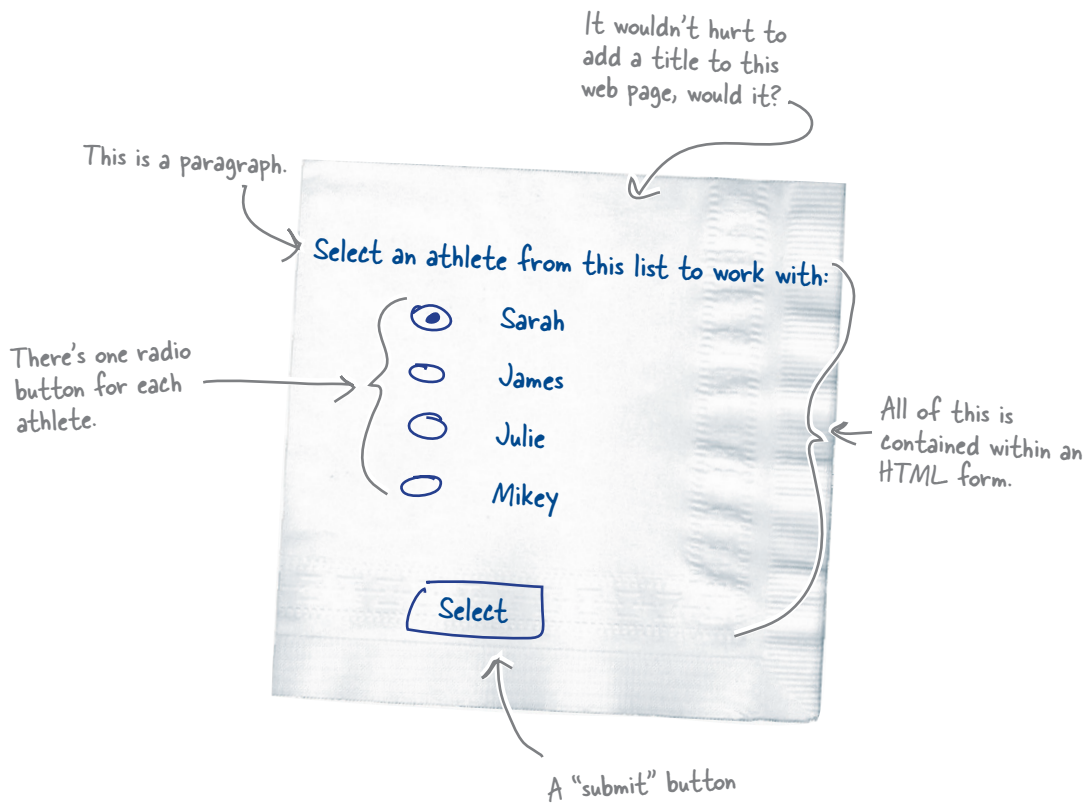 It wouldn't hurt to
add a title to this
web page, would it?
This is a paragraph.
Select an athlete from this list to work with:
There's one radio
button for each
athlete.
Sarah
James
Julie
Mikey
All of this is
contained within an
HTML form.
Select
A “submit” button